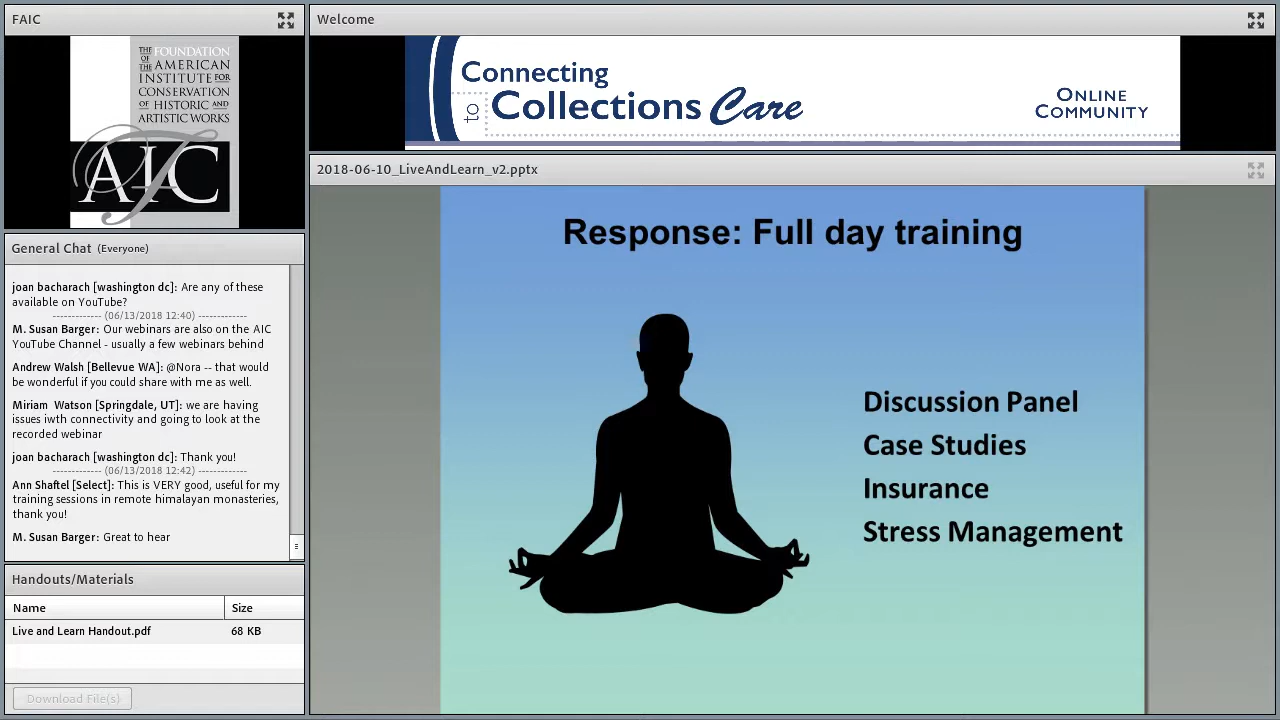 FAIC
THE FOUNDATION
OF THE AMERICAN
INSTITUTE FOR
CONSERVATION
OF HISTORIC AND
ARTISTIC WORKS
AIC
General Chat (Everyone)
joan bacharach [washington dc]: Are any of these
available on YouTube?
------------- (06/13/2018 12:40) -------------
M. Susan Barger: Our webinars are also on the AIC
YouTube Channel - usually a few webinars behind
Andrew Walsh [Bellevue WA]: @Nora -- that would
be wonderful if you could share with me as well.
Miriam Watson [Springdale, UT]: we are having
issues iwth connectivity and going to look at the
recorded webinar
joan bacharach [washington dc]: Thank you!
------------- (06/13/2018 12:42) -------------
Ann Shaftel [Select]: This is VERY good, useful for my
training sessions in remote himalayan monasteries,
thank you!
M. Susan Barger: Great to hear
Handouts/Materials
Name Size
Live and Learn Handout.pdf 68 KB
Download File(s)
Welcome
Connecting
to Collections Care
ONLINE
COMMUNITY
2018-06-10_LiveAndLearn_v2.pptx
Response: Full day training
Discussion Panel
Case Studies
Insurance
Stress Management